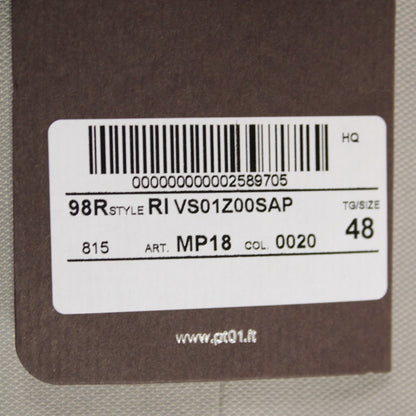 HQ
000000000002589705
98R STYLE RI VS01Z00SAP TG/SIZE
815 ART. MP18 COL. 0020 48
www.pt01.it